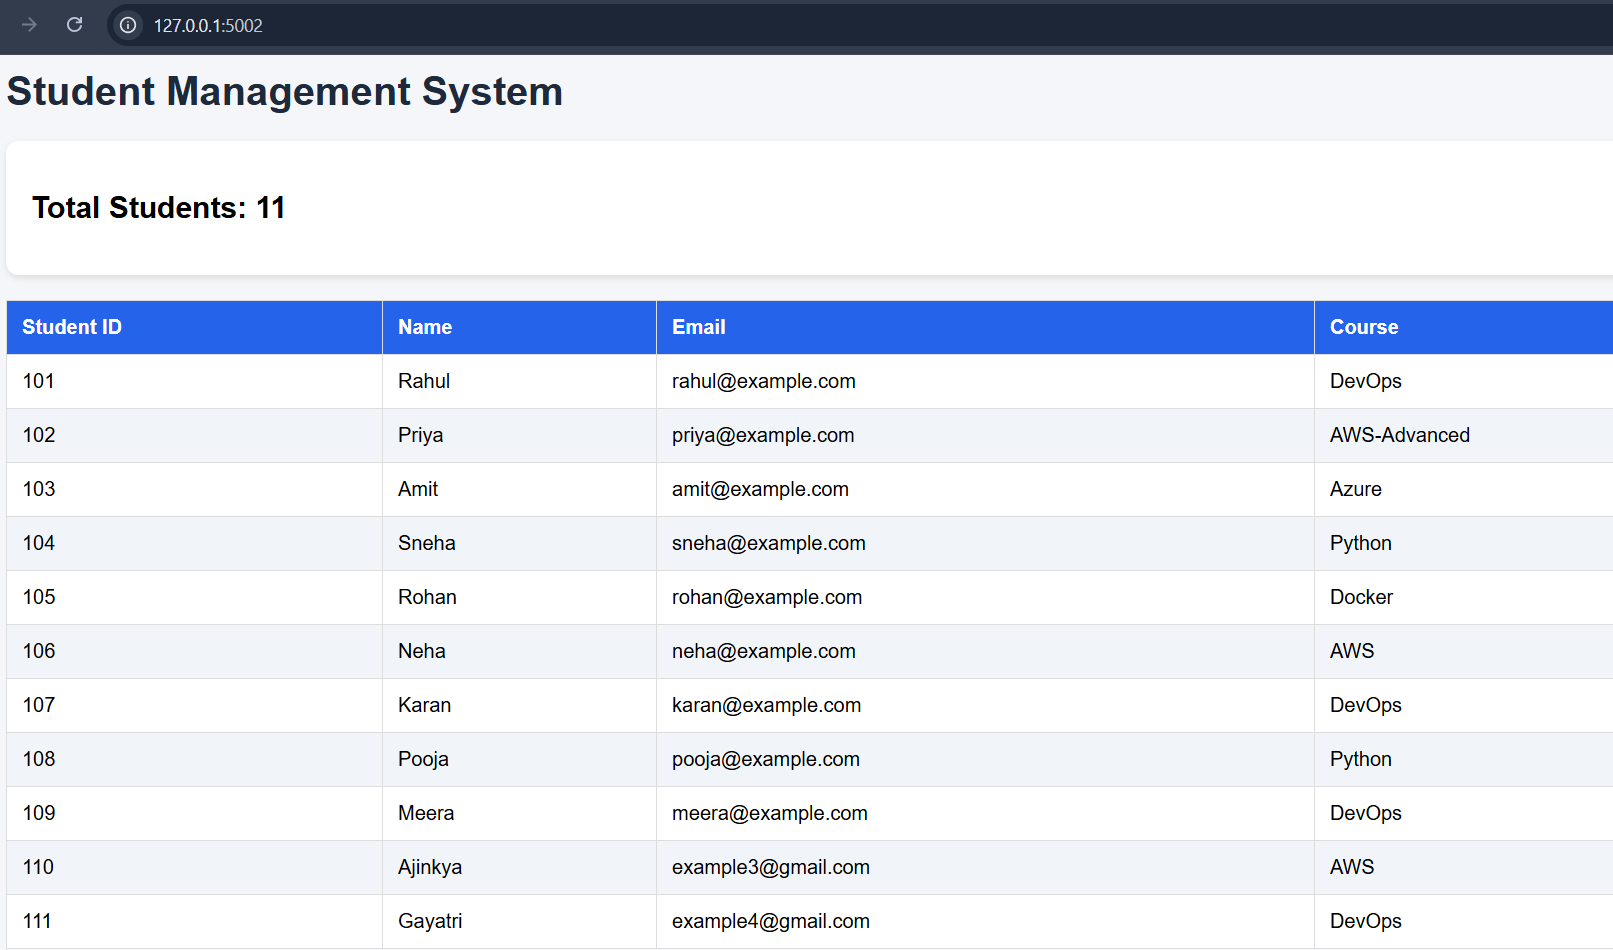 127.0.0.1:5002
Student Management System
Total Students: 11
Student ID Name Email Course
101 Rahul rahul@example.com DevOps
102 Priya priya@example.com AWS-Advanced
103 Amit amit@example.com Azure
104 Sneha sneha@example.com Python
105 Rohan rohan@example.com Docker
106 Neha neha@example.com AWS
107 Karan karan@example.com DevOps
108 Pooja pooja@example.com Python
109 Meera meera@example.com DevOps
110 Ajinkya example3@gmail.com AWS
111 Gayatri example4@gmail.com DevOps